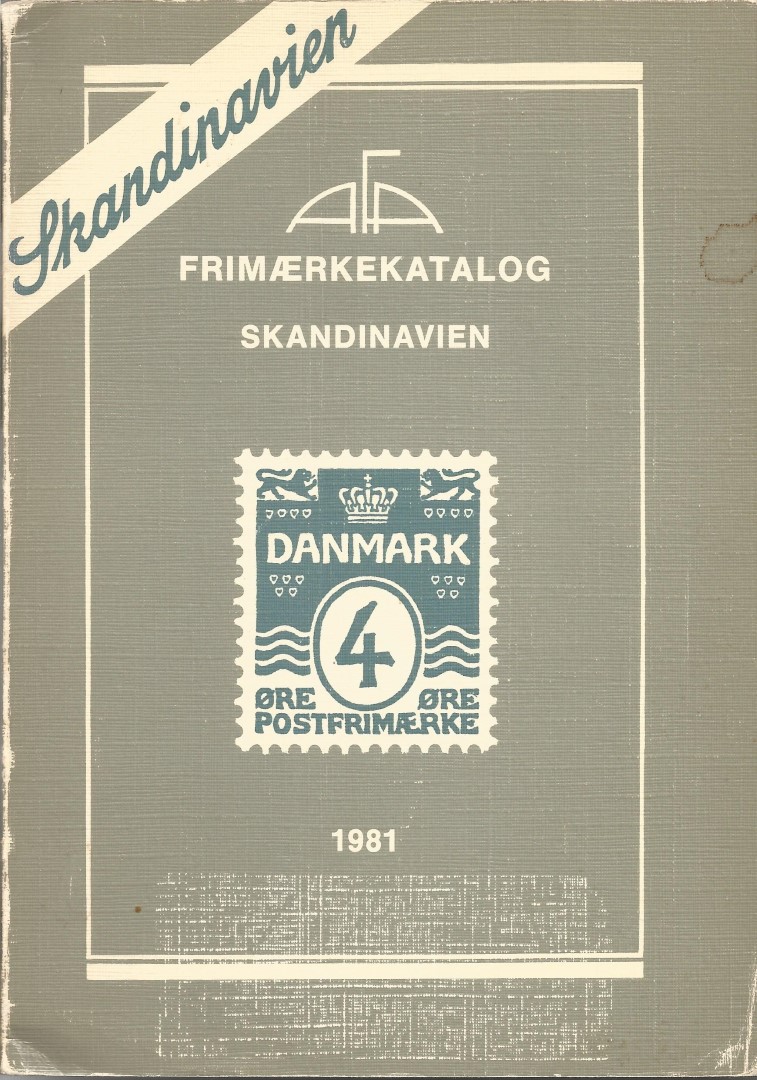 Skandinavien
AFA
FRIMÆRKEKATALOG
SKANDINAVIEN
DANMARK
4
ØRE ØRE
POSTFRIMÆRKE
1981